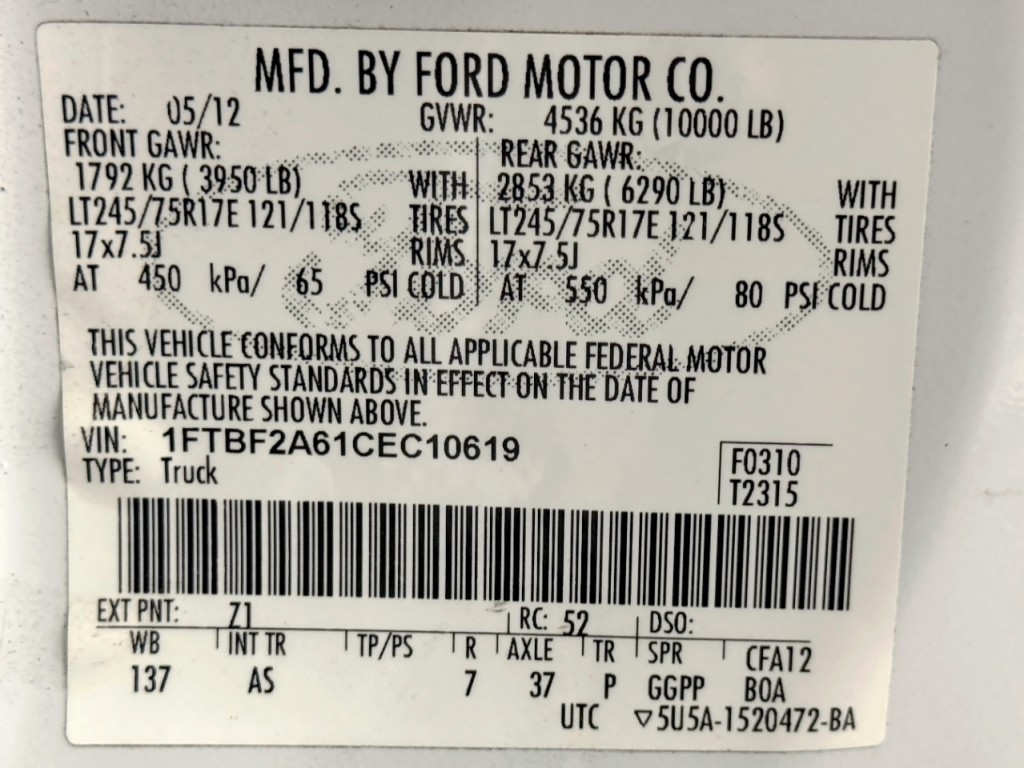 MFD. BY FORD MOTOR CO.
DATE: 05/12 GVWR: 4536 KG (10000 LB)
FRONT GAWR: REAR GAWR:
1792 KG ( 3950 LB) WITH 2853 KG ( 6290 LB) WITH
LT245/75R17E 121/118S TIRES LT245/75R17E 121/118S TIRES
17x7.5J RIMS 17x7.5J RIMS
AT 450 kPa/ 65 PSI COLD AT 550 kPa/ 80 PSI COLD
THIS VEHICLE CONFORMS TO ALL APPLICABLE FEDERAL MOTOR
VEHICLE SAFETY STANDARDS IN EFFECT ON THE DATE OF
MANUFACTURE SHOWN ABOVE.
VIN: 1FTBF2A61CEC10619
TYPE: Truck
F0310
T2315
EXT PNT: Z1 RC: 52 DSO:
WB INT TR TP/PS R AXLE TR SPR CFA12
137 AS 7 37 P GGPP BOA
UTC ▽5U5A-1520472-BA